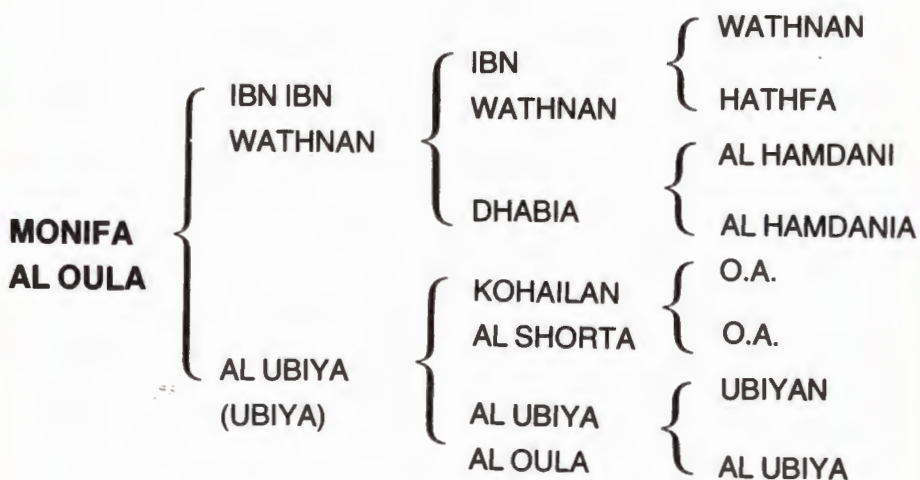 WATHNAN
IBN
IBN IBN
WATHNAN
HATHFA
WATHNAN
AL HAMDANI
DHABIA
AL HAMDANIA
MONIFA
AL OULA
KOHAILAN
O.A.
AL SHORTA
O.A.
AL UBIYA
UBIYAN
(UBIYA)
AL UBIYA
AL OULA
AL UBIYA